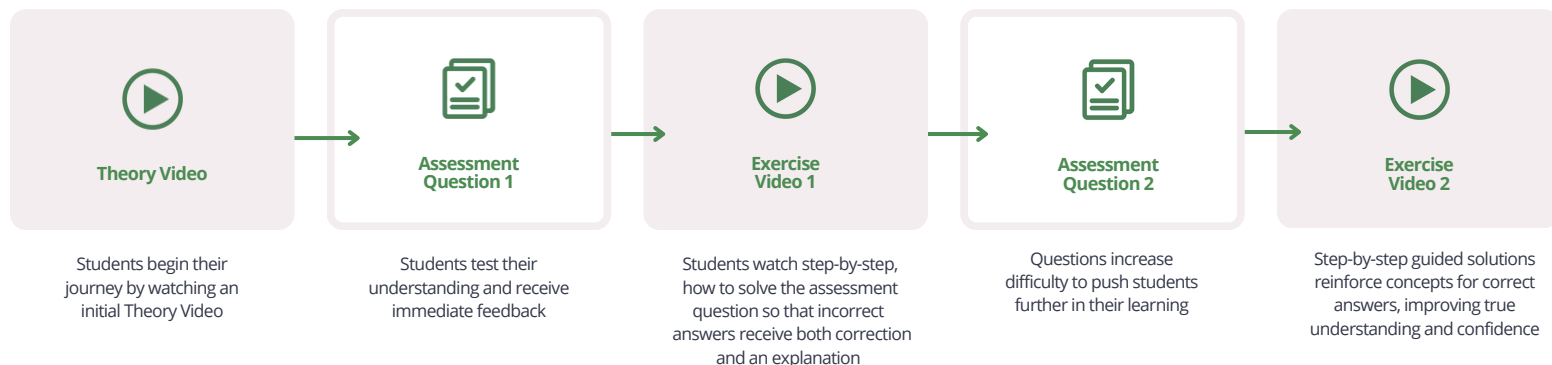 Theory Video
Students begin their
journey by watching an
initial Theory Video
Assessment
Question 1
Students test their
understanding and receive
immediate feedback
Exercise
Video 1
Students watch step-by-step,
how to solve the assessment
question so that incorrect
answers receive both correction
and an explanation
Assessment
Question 2
Questions increase
difficulty to push students
further in their learning
Exercise
Video 2
Step-by-step guided solutions
reinforce concepts for correct
answers, improving true
understanding and confidence